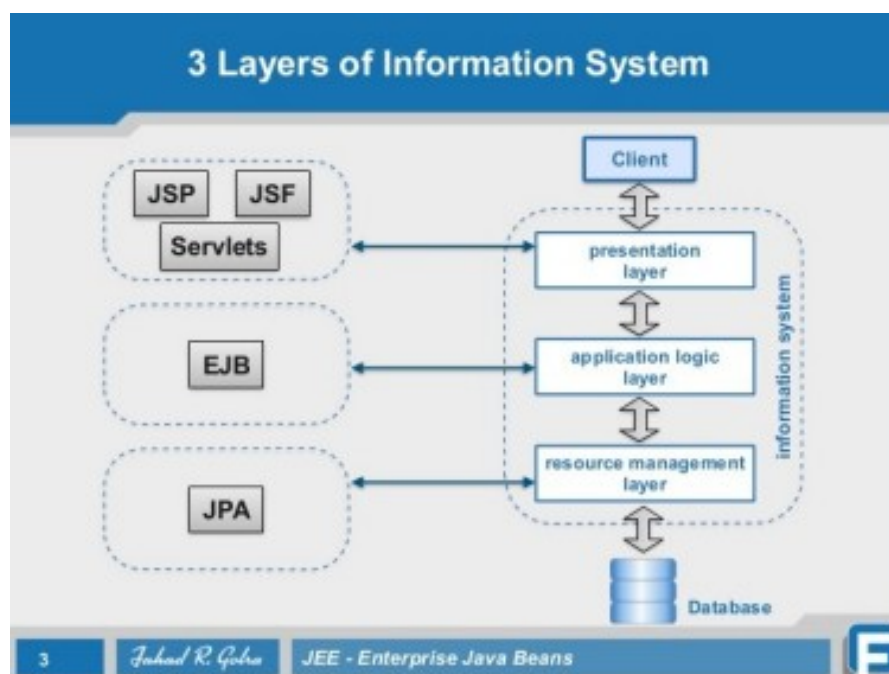 3 Layers of Information System
JSP
JSF
Servlets
EJB
JPA
Client
presentation
layer
application logic
layer
resource management
layer
information system
Database
3
Fahad R. Golra
JEE - Enterprise Java Beans
E